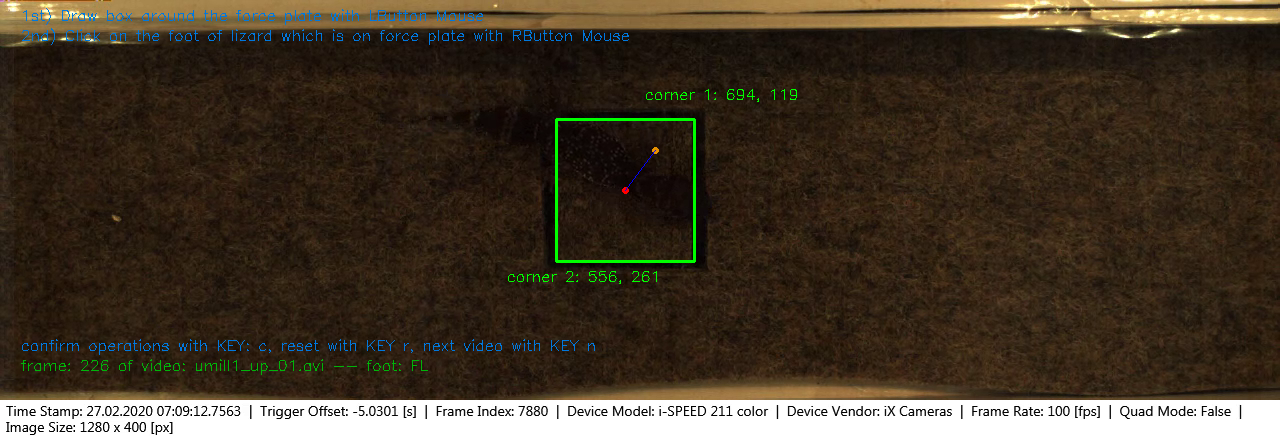 1st) Draw box around the force plate with LButton Mouse
2nd) Click on the foot of lizard which is on force plate with RButton Mouse
corner 1: 694, 119
corner 2: 556, 261
confirm operations with KEY: c, reset with KEY r, next video with KEY n
frame: 226 of video: umill1_up_01.avi -- foot: FL
Time Stamp: 27.02.2020 07:09:12.7563 | Trigger Offset: -5.0301 [s] | Frame Index: 7880 | Device Model: i-SPEED 211 color | Device Vendor: iX Cameras | Frame Rate: 100 [fps] | Quad Mode: False |
Image Size: 1280 x 400 [px]